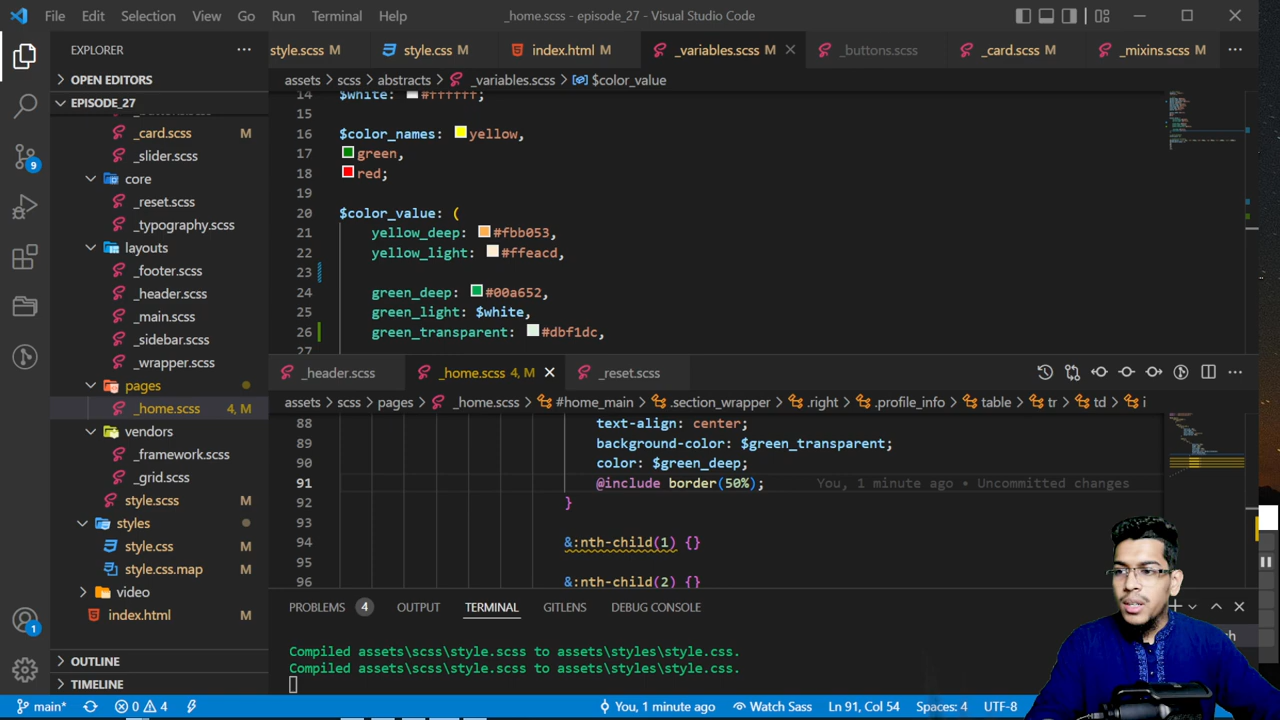 File Edit Selection View Go Run Terminal Help
_home.scss - episode_27 - Visual Studio Code
EXPLORER
OPEN EDITORS
EPISODE_27
_card.scss M
_slider.scss
core
_reset.scss
_typography.scss
layouts
_footer.scss
_header.scss
_main.scss
_sidebar.scss
_wrapper.scss
pages
_home.scss 4, M
vendors
_framework.scss
_grid.scss
style.scss M
styles
style.css M
style.css.map M
video
index.html M
OUTLINE
TIMELINE
9
1
style.scss M style.css M index.html M _variables.scss M _buttons.scss _card.scss M _mixins.scss M
assets > scss > abstracts > _variables.scss > $color_value
14 $white: #ffffff;
15
16 $color_names: yellow,
17 green,
18 red;
19
20 $color_value: (
21 yellow_deep: #fbb053,
22 yellow_light: #ffeacd,
23
24 green_deep: #00a652,
25 green_light: $white,
26 green_transparent: #dbf1dc,
27
_header.scss _home.scss 4, M _reset.scss
assets > scss > pages > _home.scss > #home_main > .section_wrapper > .right > .profile_info > table > tr > td > i
88 text-align: center;
89 background-color: $green_transparent;
90 color: $green_deep;
91 @include border(50%); You, 1 minute ago • Uncommitted changes
92 }
93
94 &:nth-child(1) {}
95
96 &:nth-child(2) {}
PROBLEMS 4 OUTPUT TERMINAL GITLENS DEBUG CONSOLE
Compiled assets\scss\style.scss to assets\styles\style.css.
Compiled assets\scss\style.scss to assets\styles\style.css.
main* 0 4 You, 1 minute ago Watch Sass Ln 91, Col 54 Spaces: 4 UTF-8